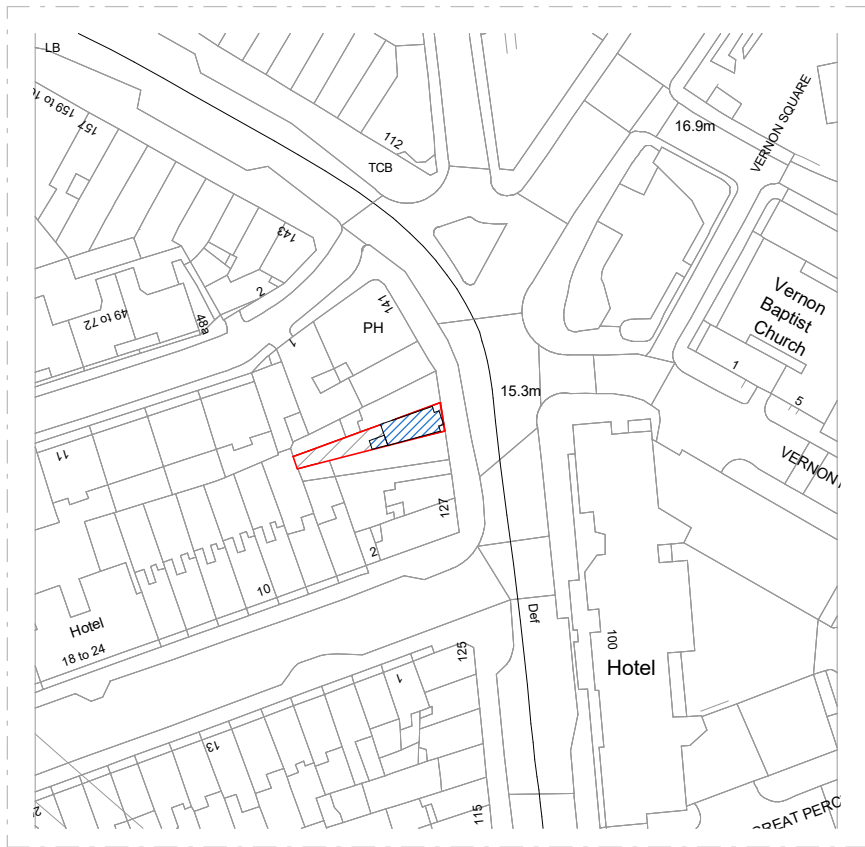 LB
159 to 1
157
112
TCB
16.9m
VERNON SQUARE
143
2
49 to 72
48a
141
PH
1
Vernon
Baptist
Church
1
5
15.3m
11
VERNON
127
2
10
Hotel
18 to 24
Def
100
Hotel
125
1
13
115
GREAT PERC